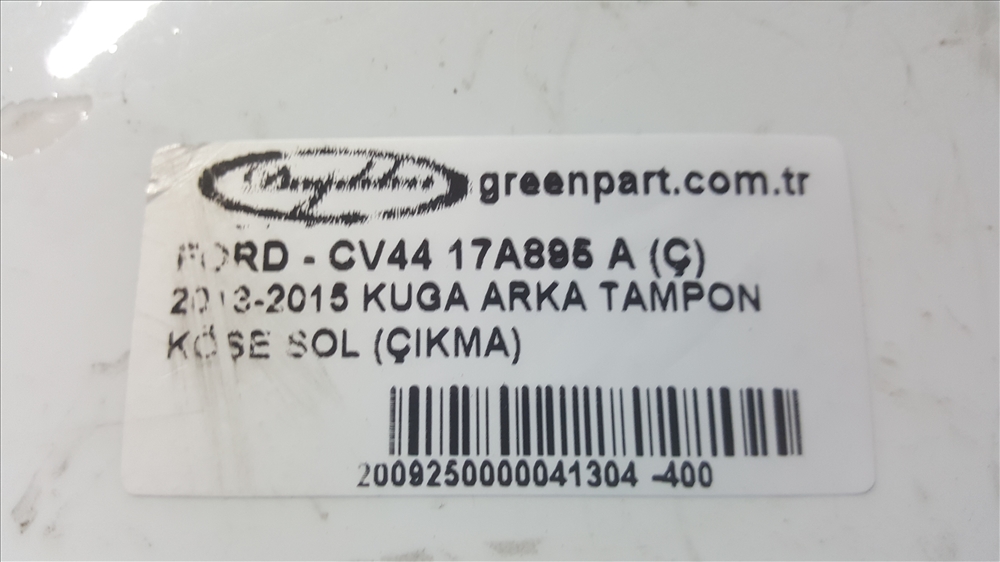 greenpart.com.tr
FORD - CV44 17A895 A (Ç)
2013-2015 KUGA ARKA TAMPON
KÖŞE SOL (ÇIKMA)
2009250000041304 -400